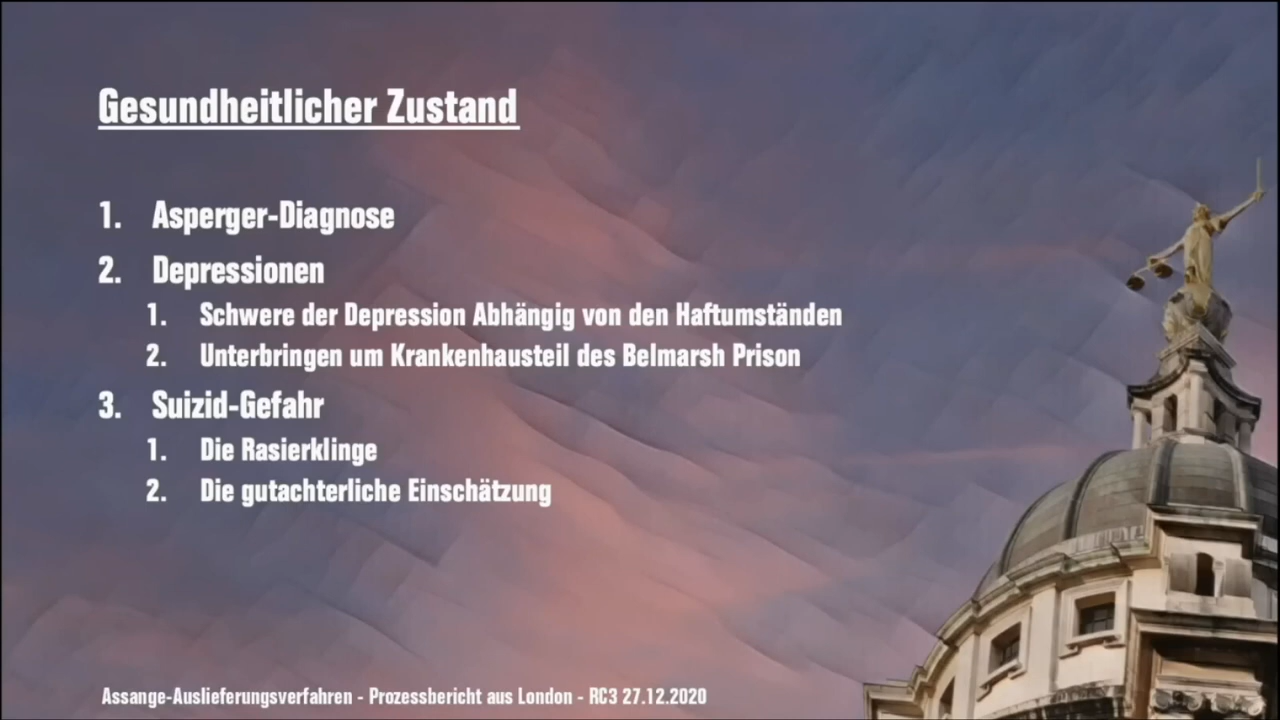 Gesundheitlicher Zustand
1. Asperger-Diagnose
2. Depressionen
1. Schwere der Depression Abhängig von den Haftumständen
2. Unterbringen um Krankenhausteil des Belmarsh Prison
3. Suizid-Gefahr
1. Die Rasierklinge
2. Die gutachterliche Einschätzung
Assange-Auslieferungsverfahren - Prozessbericht aus London - RC3 27.12.2020